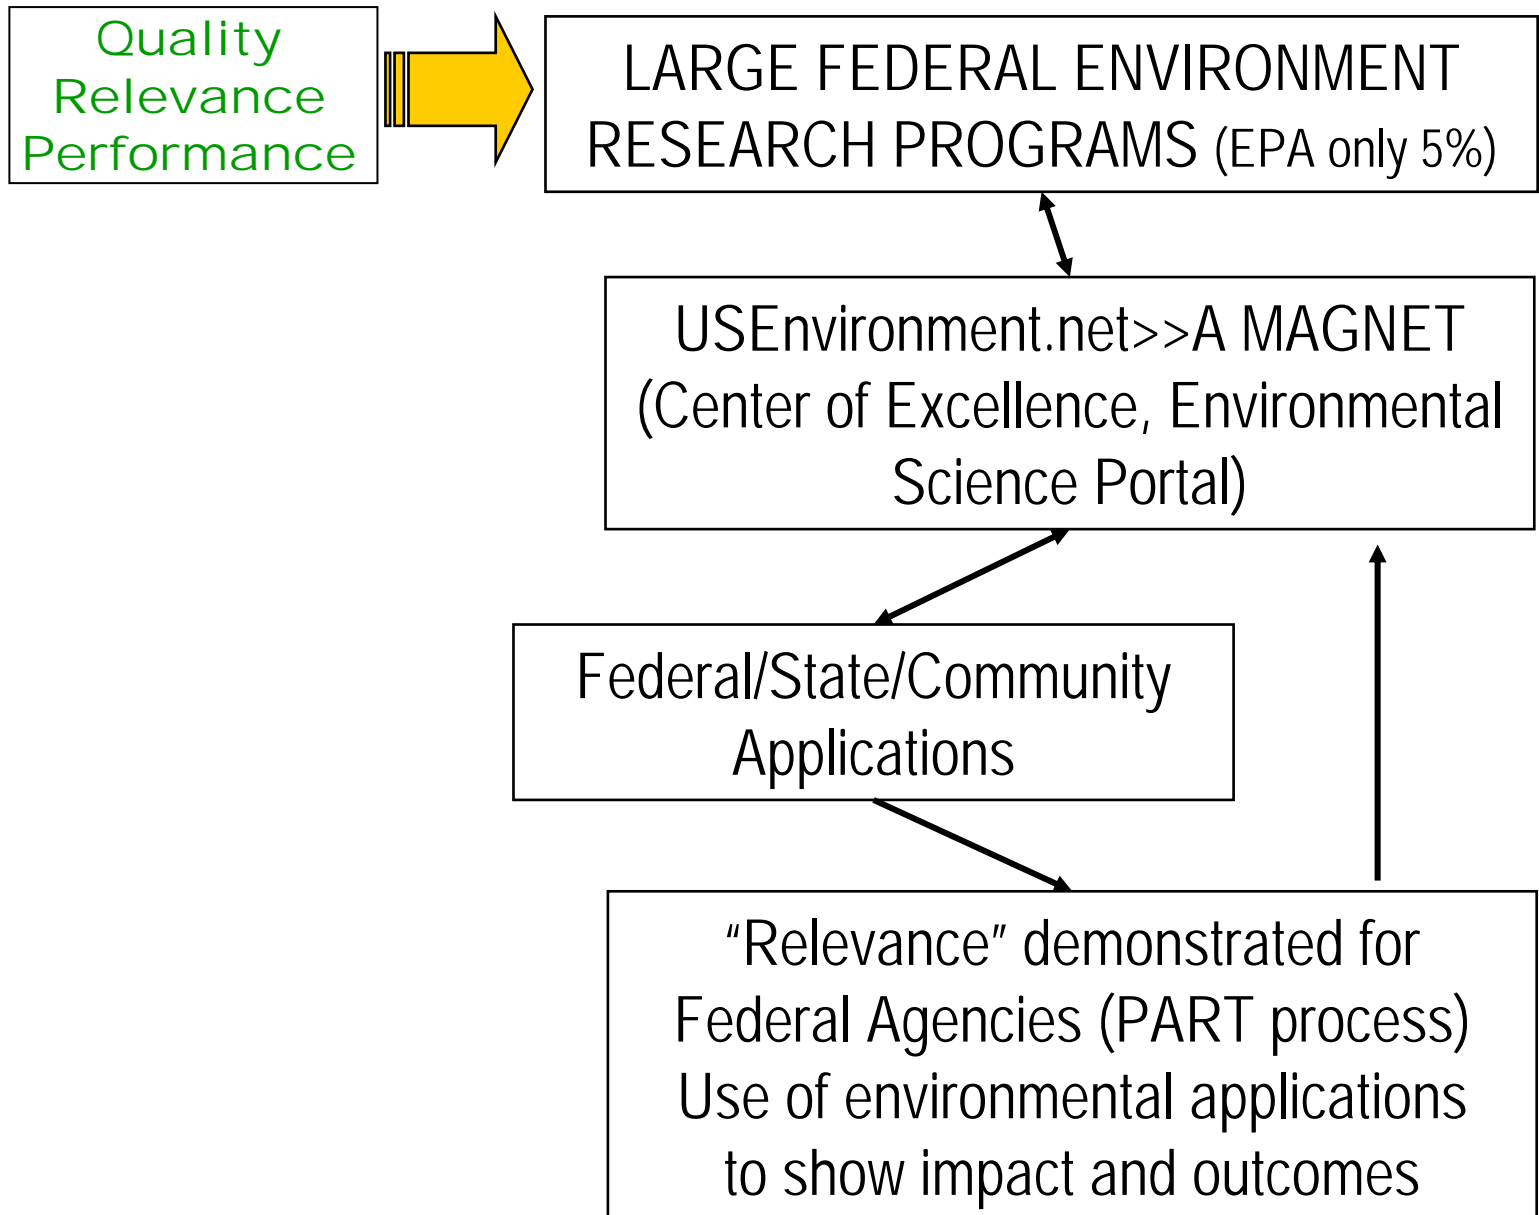 Quality
Relevance
Performance
LARGE FEDERAL ENVIRONMENT
RESEARCH PROGRAMS (EPA only 5%)
USEnvironment.net>>A MAGNET
(Center of Excellence, Environmental
Science Portal)
Federal/State/Community
Applications
“Relevance” demonstrated for
Federal Agencies (PART process)
Use of environmental applications
to show impact and outcomes